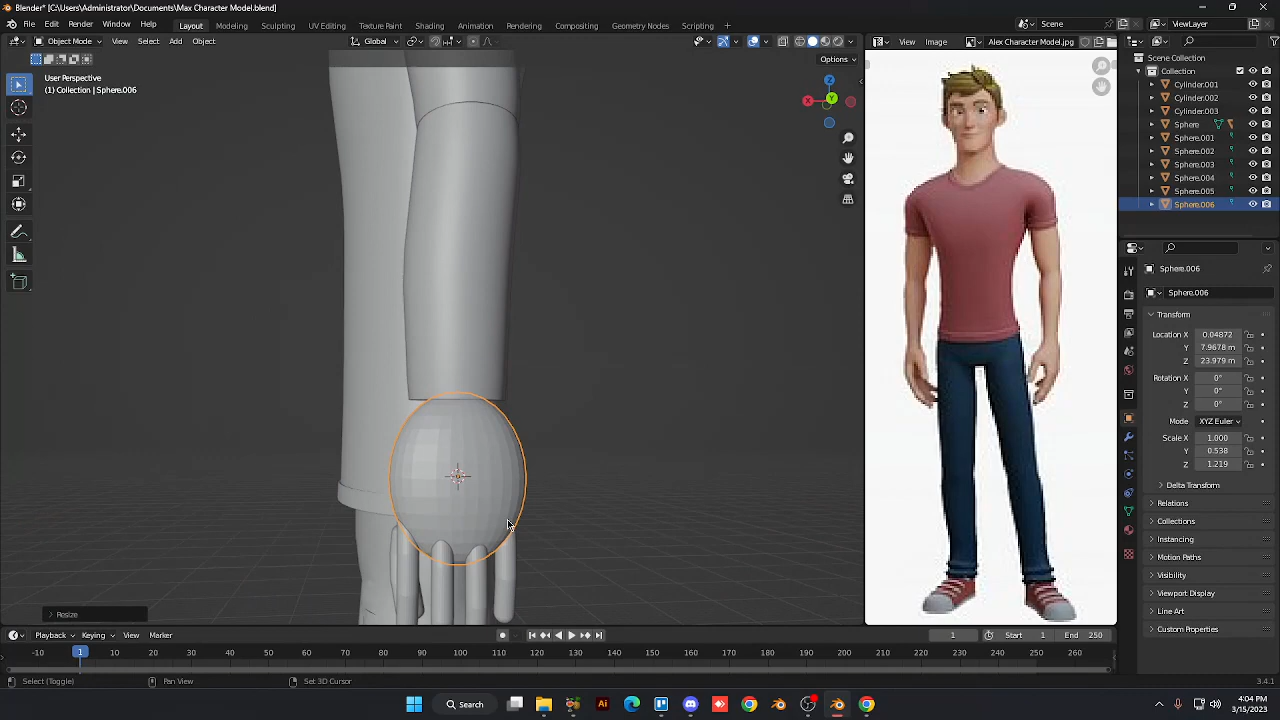 Blender* [C:\Users\Administrator\Documents\Max Character Model.blend]
File Edit Render Window Help Layout Modeling Sculpting UV Editing Texture Paint Shading Animation Rendering Compositing Geometry Nodes Scripting + Scene ViewLayer
Object Mode View Select Add Object Global View Image Alex Character Model.jpg
Options
User Perspective
(1) Collection | Sphere.006
Z
X Y
Scene Collection
Collection
Cylinder.001
Cylinder.002
Cylinder.003
Sphere
Sphere.001
Sphere.002
Sphere.003
Sphere.004
Sphere.005
Sphere.006
Sphere.006
Sphere.006
Transform
Location X 0.04872
Y 7.9678 m
Z 23.979 m
Rotation X 0°
Y 0°
Z 0°
Mode XYZ Euler
Scale X 1.000
Y 0.538
Z 1.219
Delta Transform
Relations
Collections
Instancing
Motion Paths
Visibility
Viewport Display
Line Art
Custom Properties
Resize
Playback Keying View Marker 1 Start 1 End 250
-10 1 10 20 30 40 50 60 70 80 90 100 110 120 130 140 150 160 170 180 190 200 210 220 230 240 250 260
Select (Toggle) Pan View Set 3D Cursor 3.4.1
Search
Ai
4:04 PM
3/15/2023